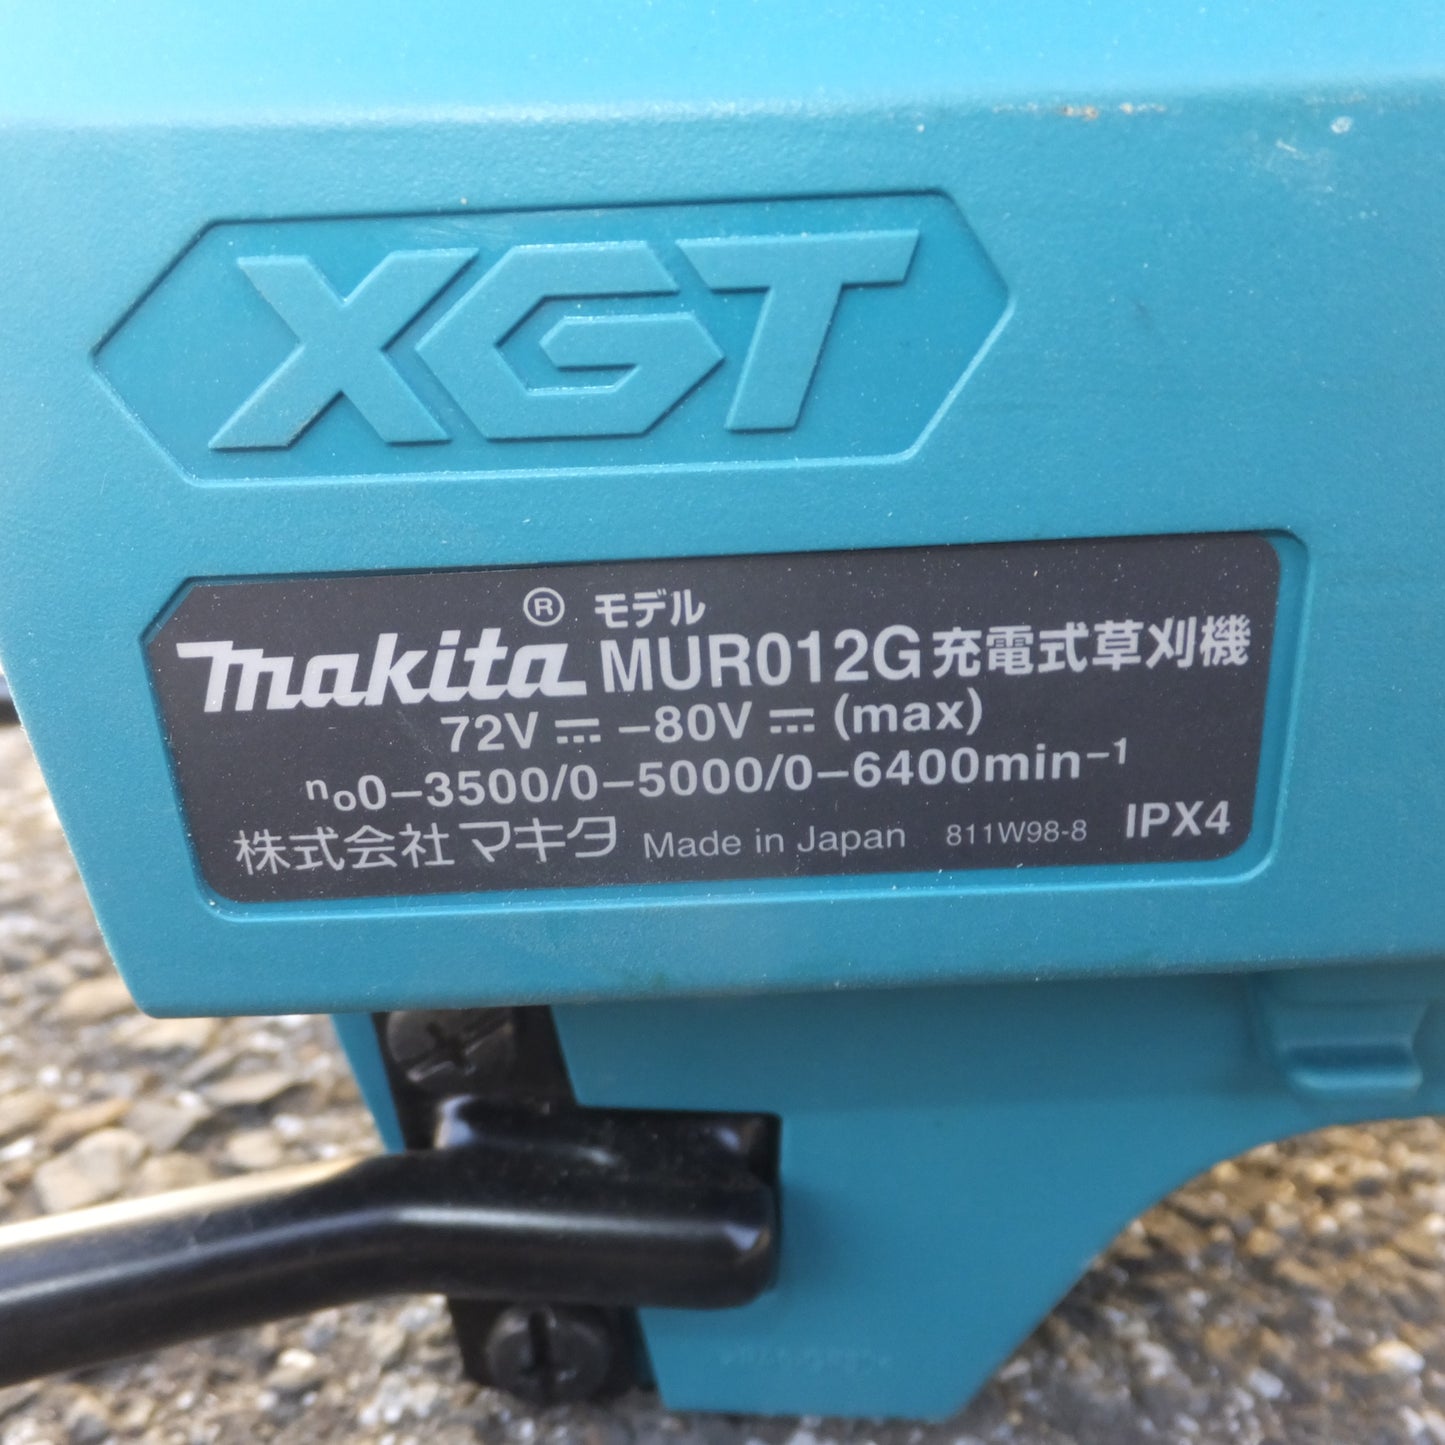 XGT
makita® モデル MUR012G 充電式草刈機
72V ⎓ –80V ⎓ (max)
no0–3500/0–5000/0–6400min–1
株式会社マキタ Made in Japan 811W98-8 IPX4